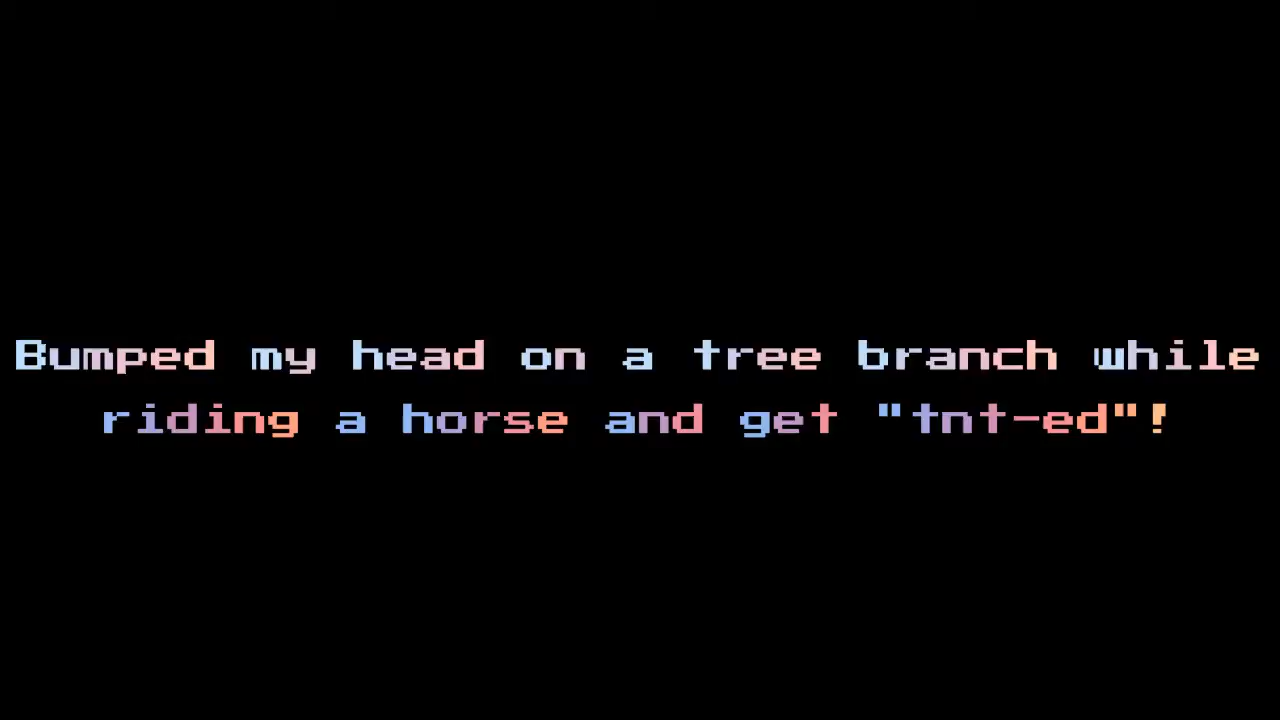 Bumped my head on a tree branch while
riding a horse and get "tnt-ed"!